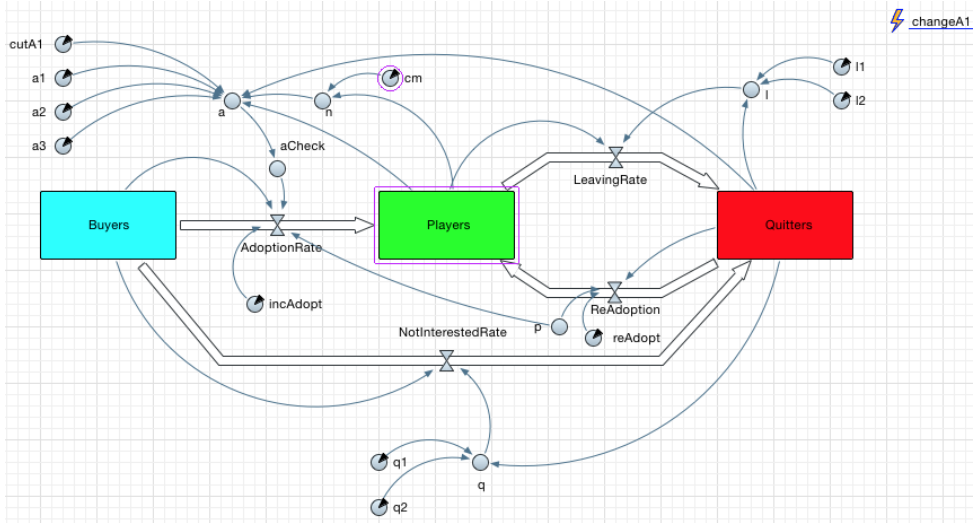 changeA1
cutA1
a1
a2
a3
a
n
cm
l
l1
l2
aCheck
LeavingRate
Buyers
Players
Quitters
AdoptionRate
incAdopt
ReAdoption
p
reAdopt
NotInterestedRate
q1
q
q2